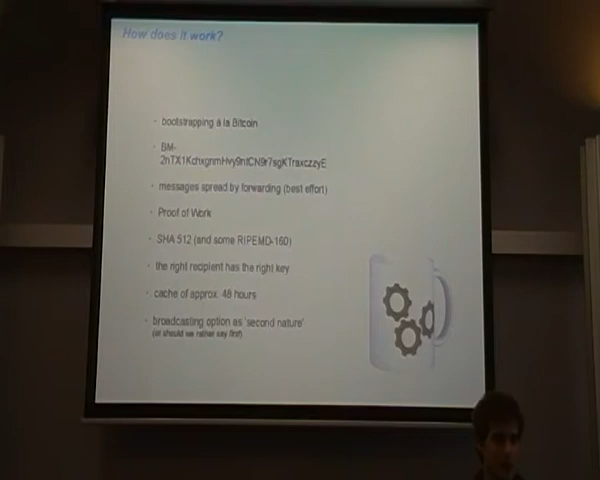 How does it work?
- bootstrapping à la Bitcoin
- BM-
- messages spread by forwarding (best effort)
- Proof of Work
- SHA 512 (and some RIPEMD-160)
- the right recipient has the right key
- cache of approx. 48 hours
- broadcasting option as 'second nature'
(or should we rather say first)